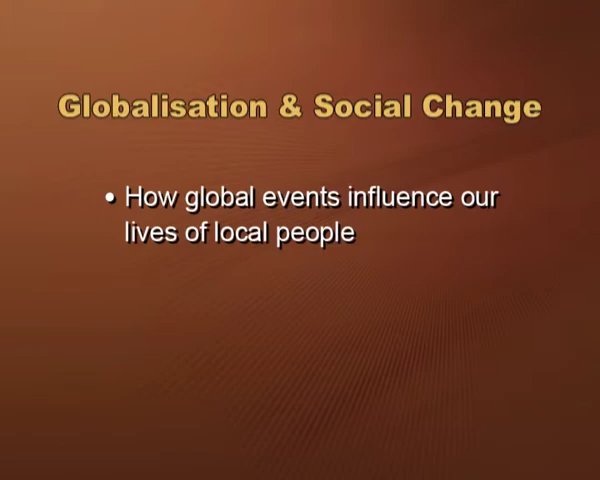 Globalisation & Social Change
• How global events influence our
lives of local people